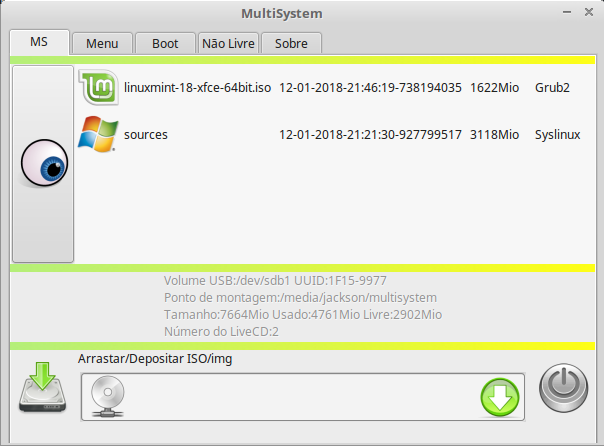 MultiSystem
MS Menu Boot Não Livre Sobre
linuxmint-18-xfce-64bit.iso 12-01-2018-21:46:19-738194035 1622Mio Grub2
sources 12-01-2018-21:21:30-927799517 3118Mio Syslinux
Volume USB:/dev/sdb1 UUID:1F15-9977
Ponto de montagem:/media/jackson/multisystem
Tamanho:7664Mio Usado:4761Mio Livre:2902Mio
Número do LiveCD:2
Arrastar/Depositar ISO/img